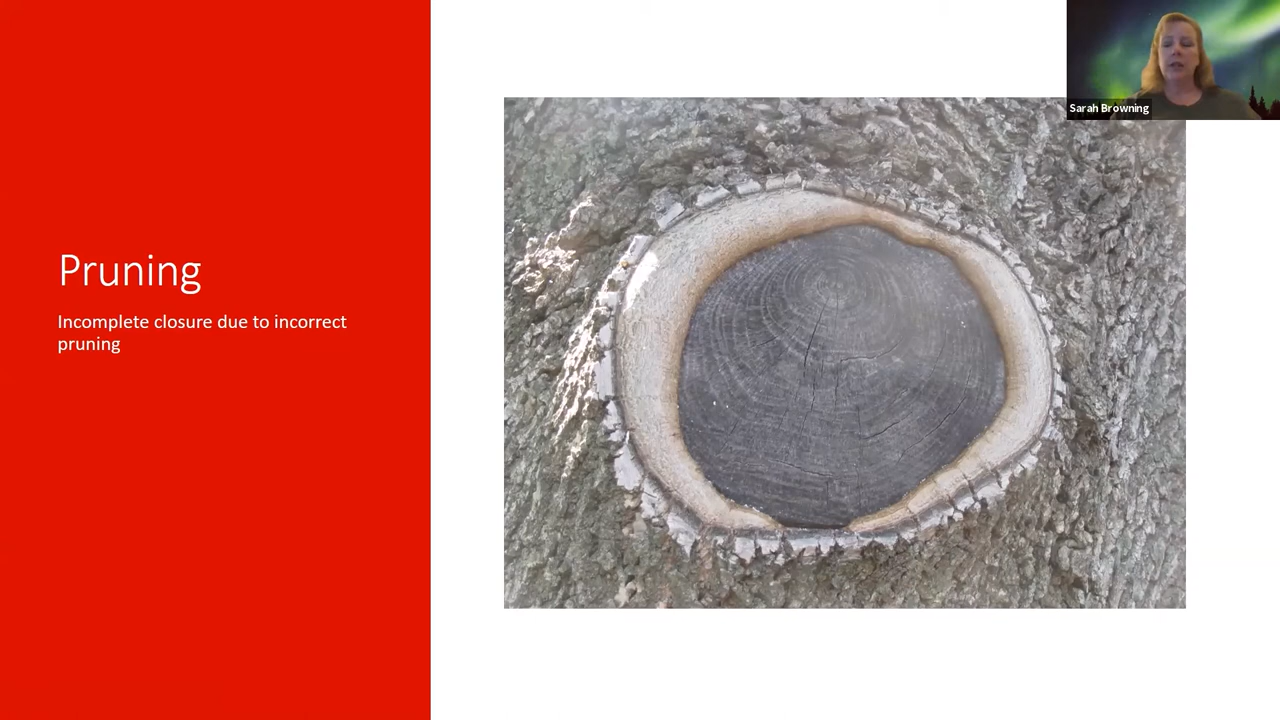 Sarah Browning
Pruning
Incomplete closure due to incorrect
pruning